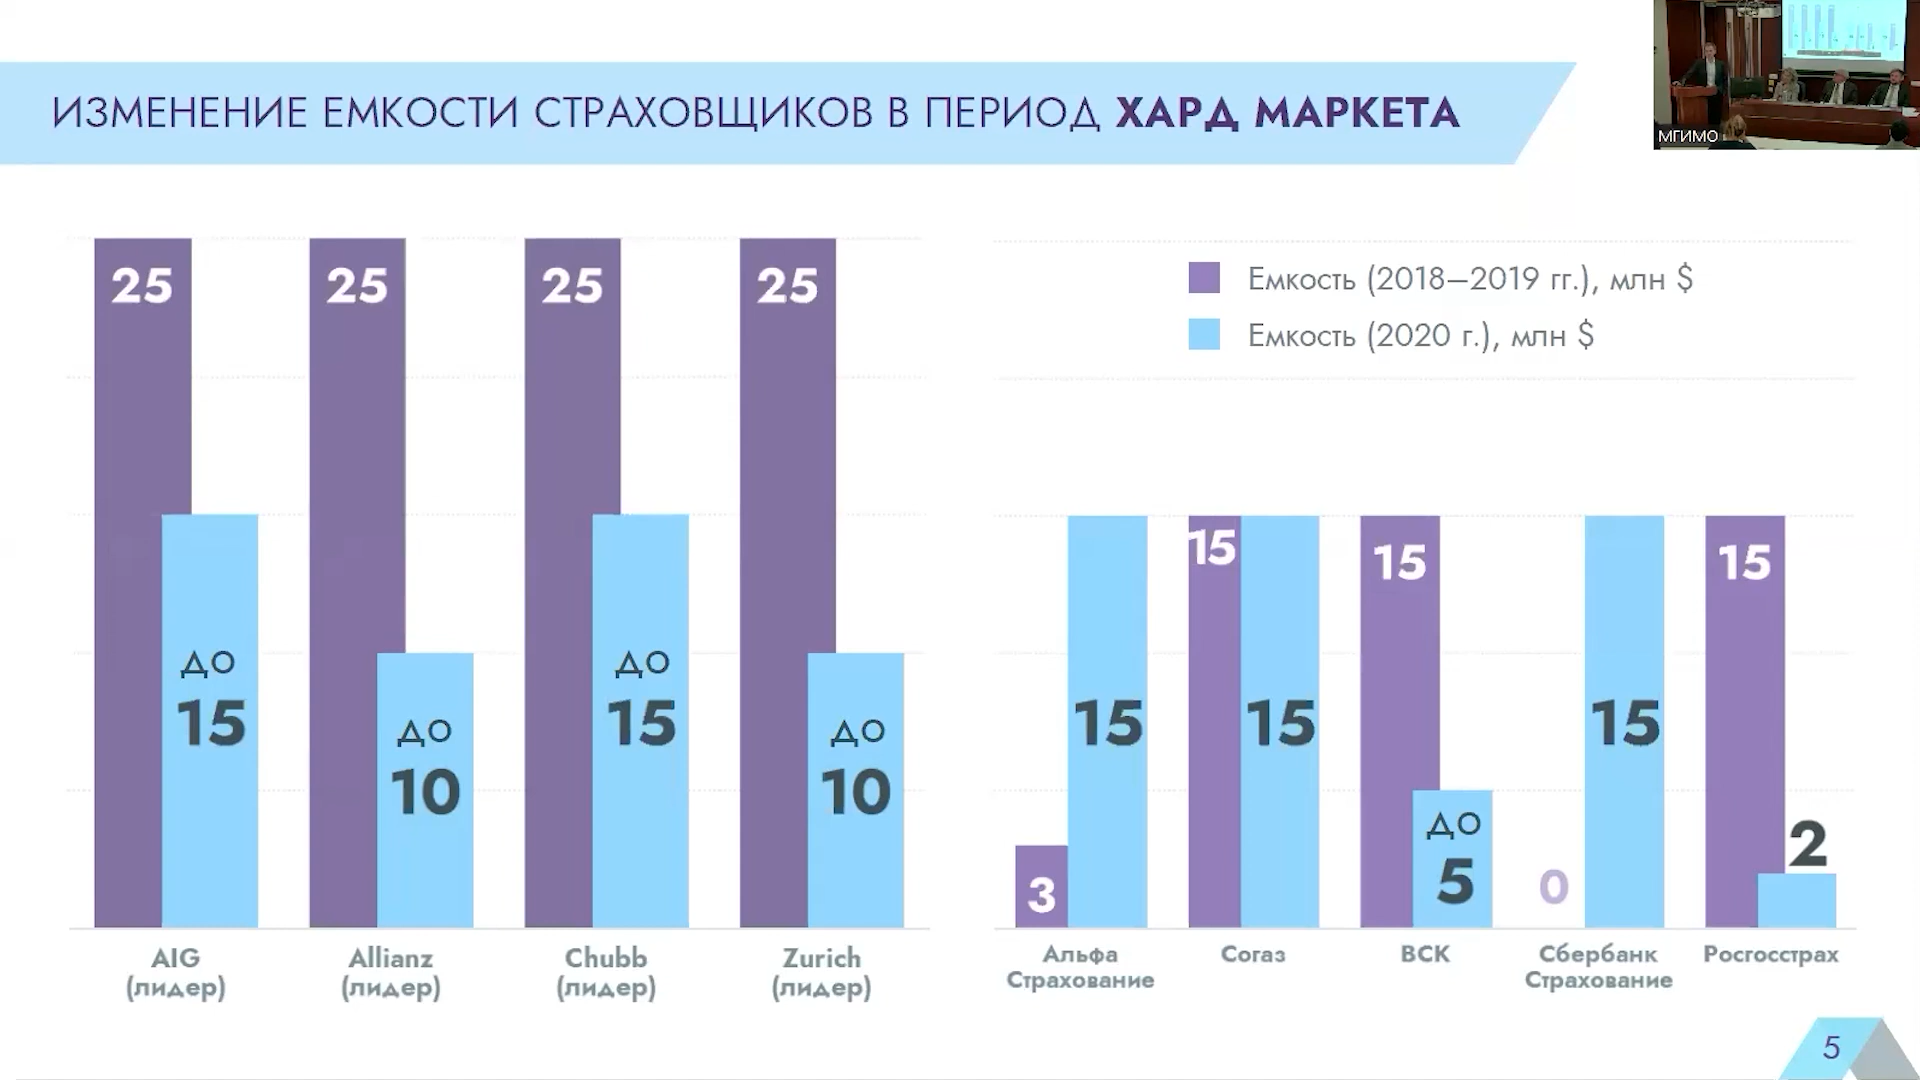 ИЗМЕНЕНИЕ ЕМКОСТИ СТРАХОВЩИКОВ В ПЕРИОД ХАРД МАРКЕТА
МГИМО
25
25
25
25
до
15
до
10
до
15
до
10
AIG
(лидер)
Allianz
(лидер)
Chubb
(лидер)
Zurich
(лидер)
Емкость (2018—2019 гг.), млн $
Емкость (2020 г.), млн $
3
15
15
15
15
до
5
0
15
15
2
Альфа
Страхование
Согаз
ВСК
Сбербанк
Страхование
Росгосстрах
5